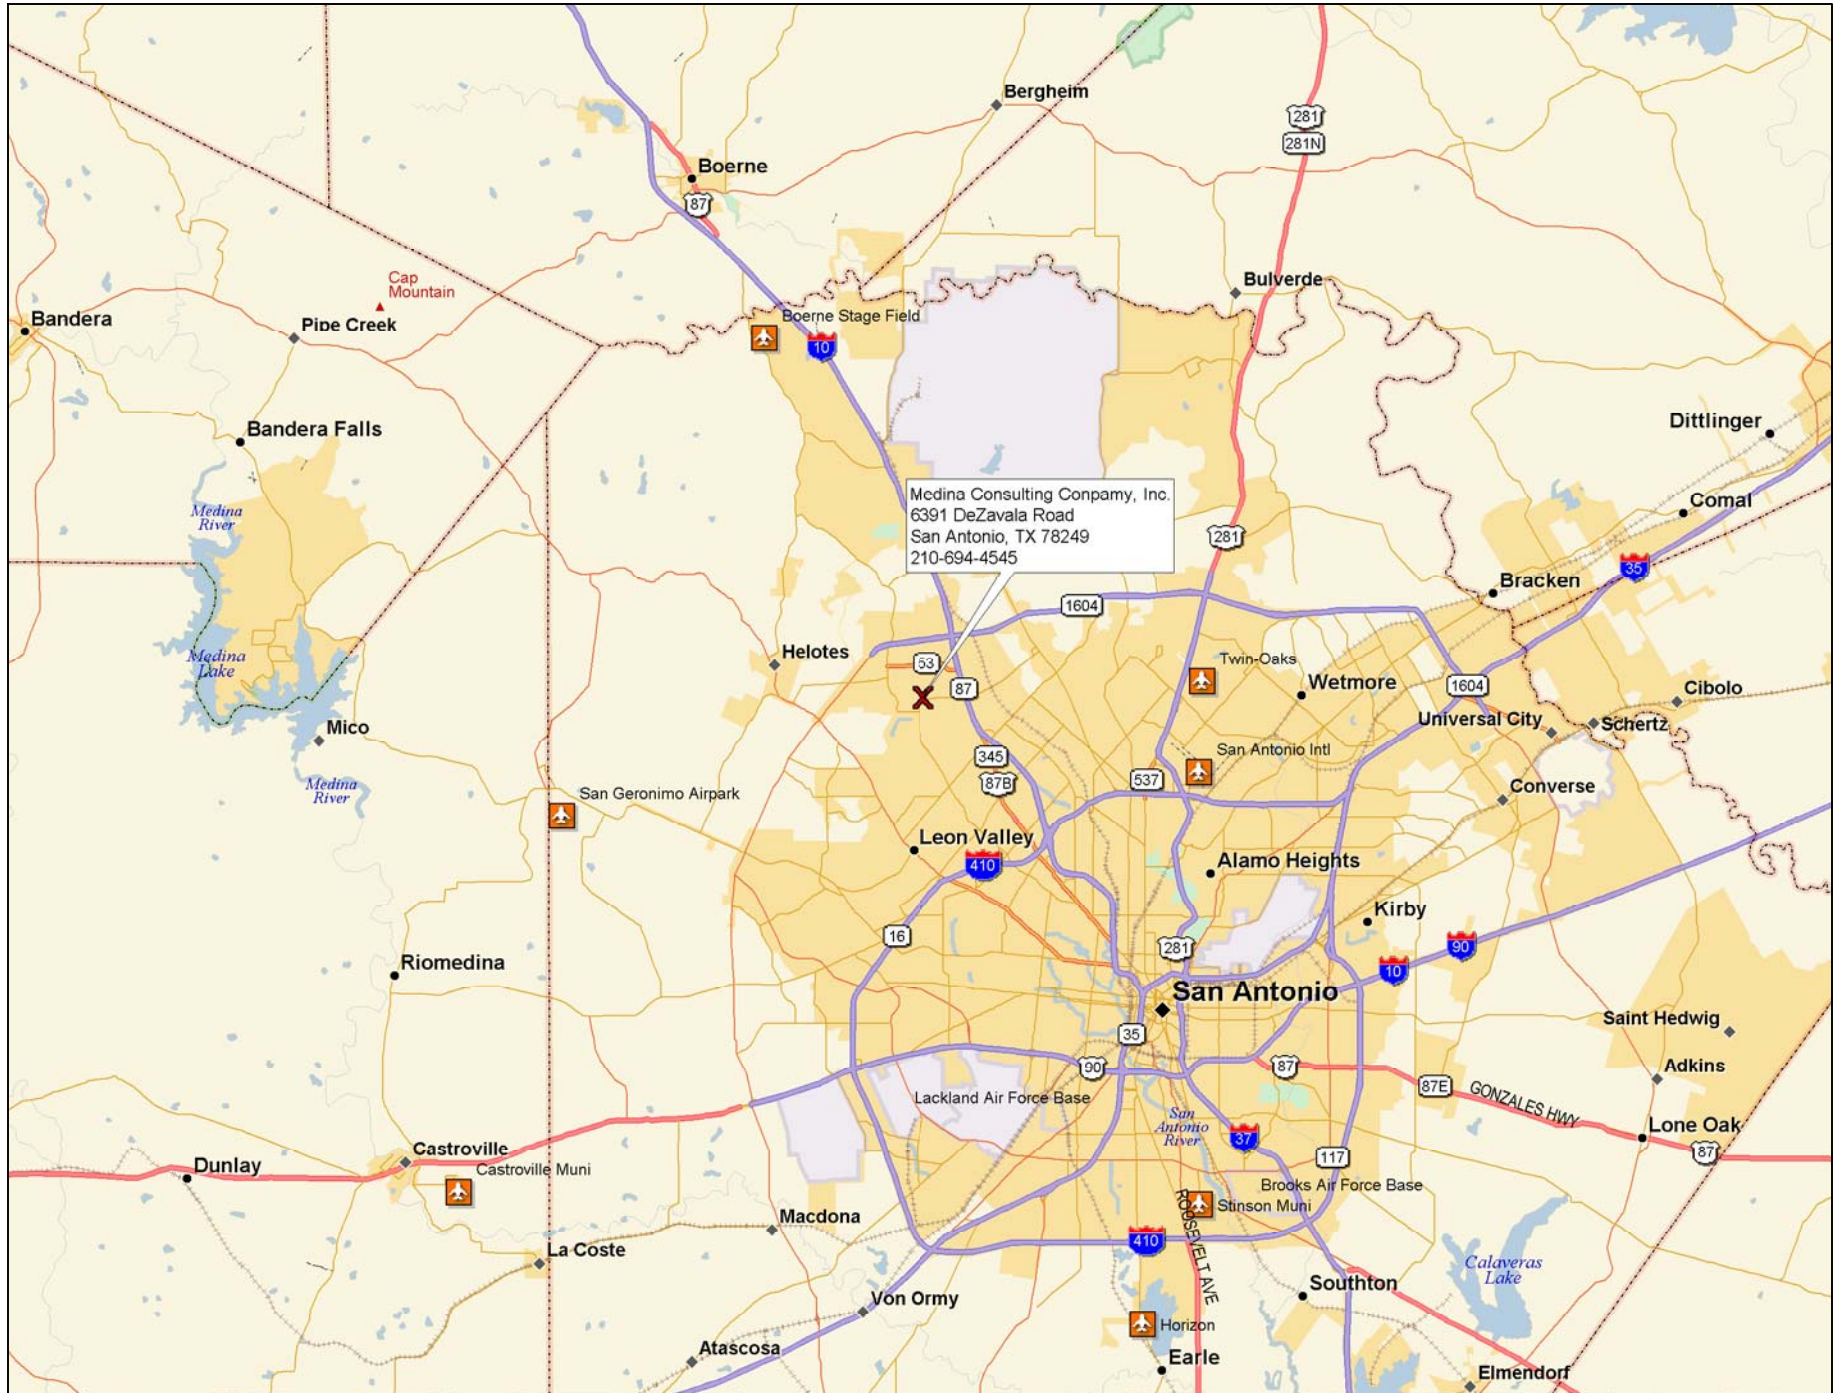 Bergheim
281
281N
Boerne
87
Cap
Mountain
Bulverde
Bandera
Pipe Creek
Boerne Stage Field
10
Bandera Falls
Dittlinger
Medina
River
Medina Consulting Conpamy, Inc.
6391 DeZavala Road
San Antonio, TX 78249
210-694-4545
Comal
281
35
Bracken
1604
Helotes
53
Medina
Lake
Twin-Oaks
Wetmore
87
1604
Cibolo
Universal City
Schertz
Mico
San Antonio Intl
345
537
87B
Medina
River
San Geronimo Airpark
Converse
Leon Valley
410
Alamo Heights
Kirby
16
281
90
10
Riomedina
San Antonio
Saint Hedwig
35
90
87
Adkins
87E
GONZALES HWY
Lackland Air Force Base
San
Antonio
River
37
Lone Oak
87
Castroville
Castroville Muni
Dunlay
117
Brooks Air Force Base
Stinson Muni
ROOSEVELT AVE
Macdona
410
La Coste
Calaveras
Lake
Southton
Von Ormy
Horizon
Atascosa
Earle
Elmendorf